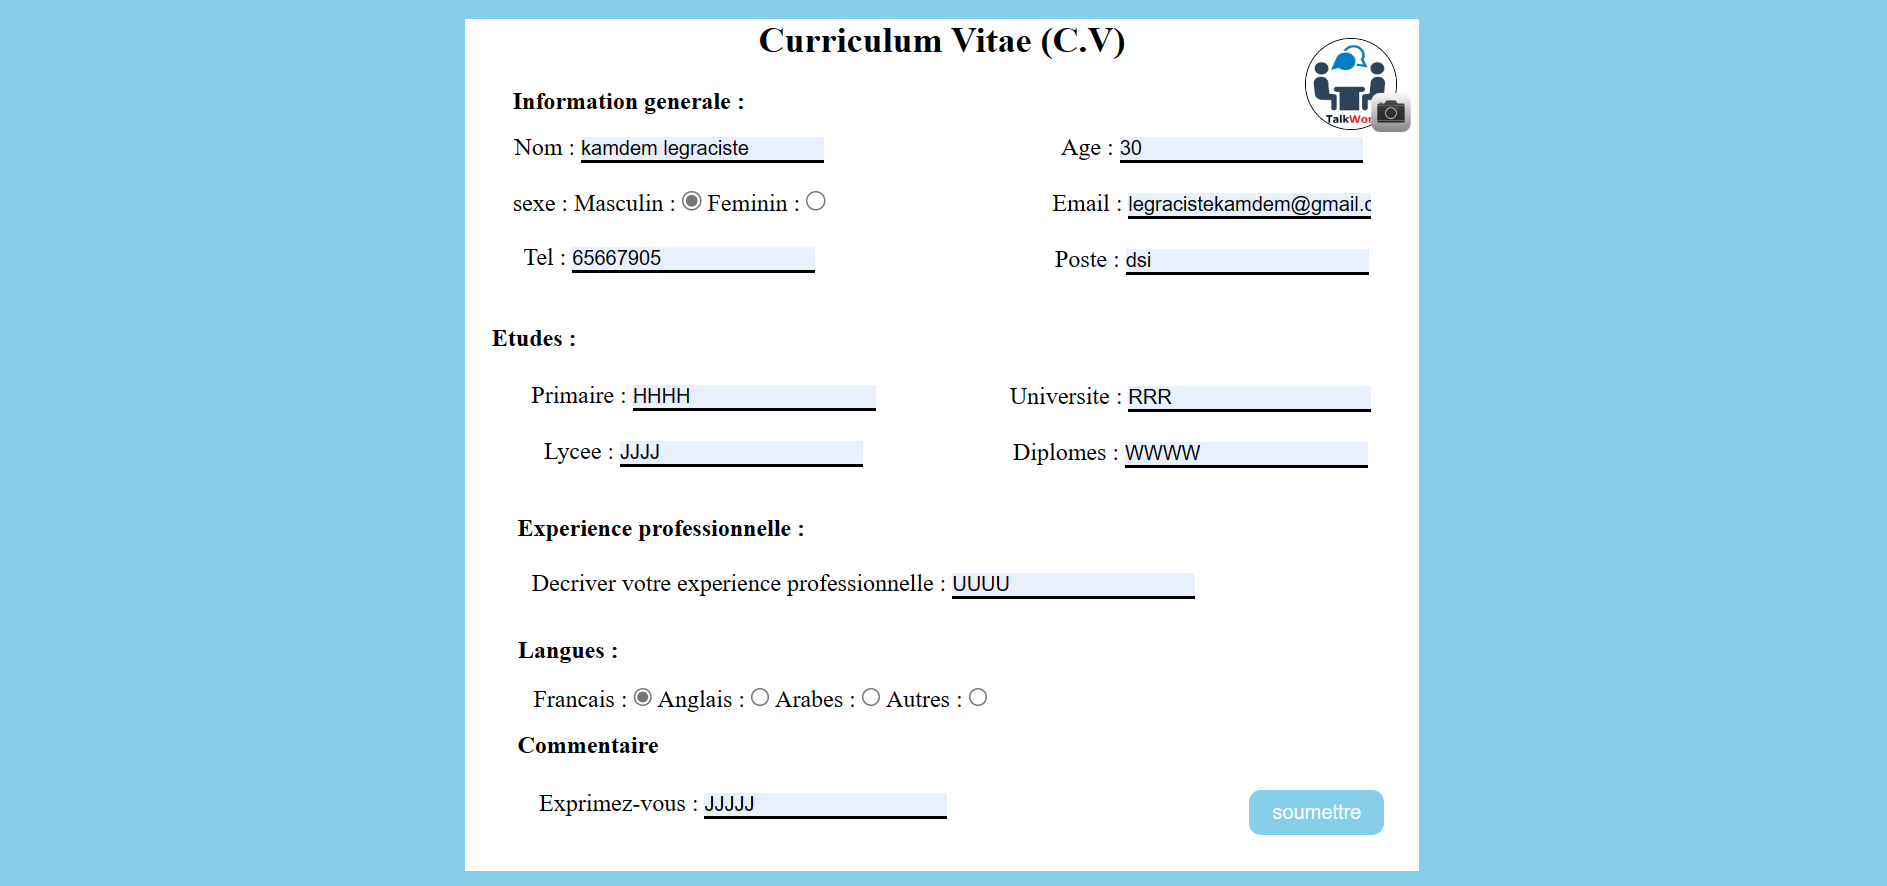 Curriculum Vitae (C.V)
Information generale :
TalkWor
Nom : kamdem legraciste
Age : 30
sexe : Masculin : Feminin :
Email : legracistekamdem@gmail.c
Tel : 65667905
Poste : dsi
Etudes :
Primaire : HHHH
Universite : RRR
Lycee : JJJJ
Diplomes : WWWW
Experience professionnelle :
Decriver votre experience professionnelle : UUUU
Langues :
Francais : Anglais : Arabes : Autres :
Commentaire
Exprimez-vous : JJJJJ
soumettre